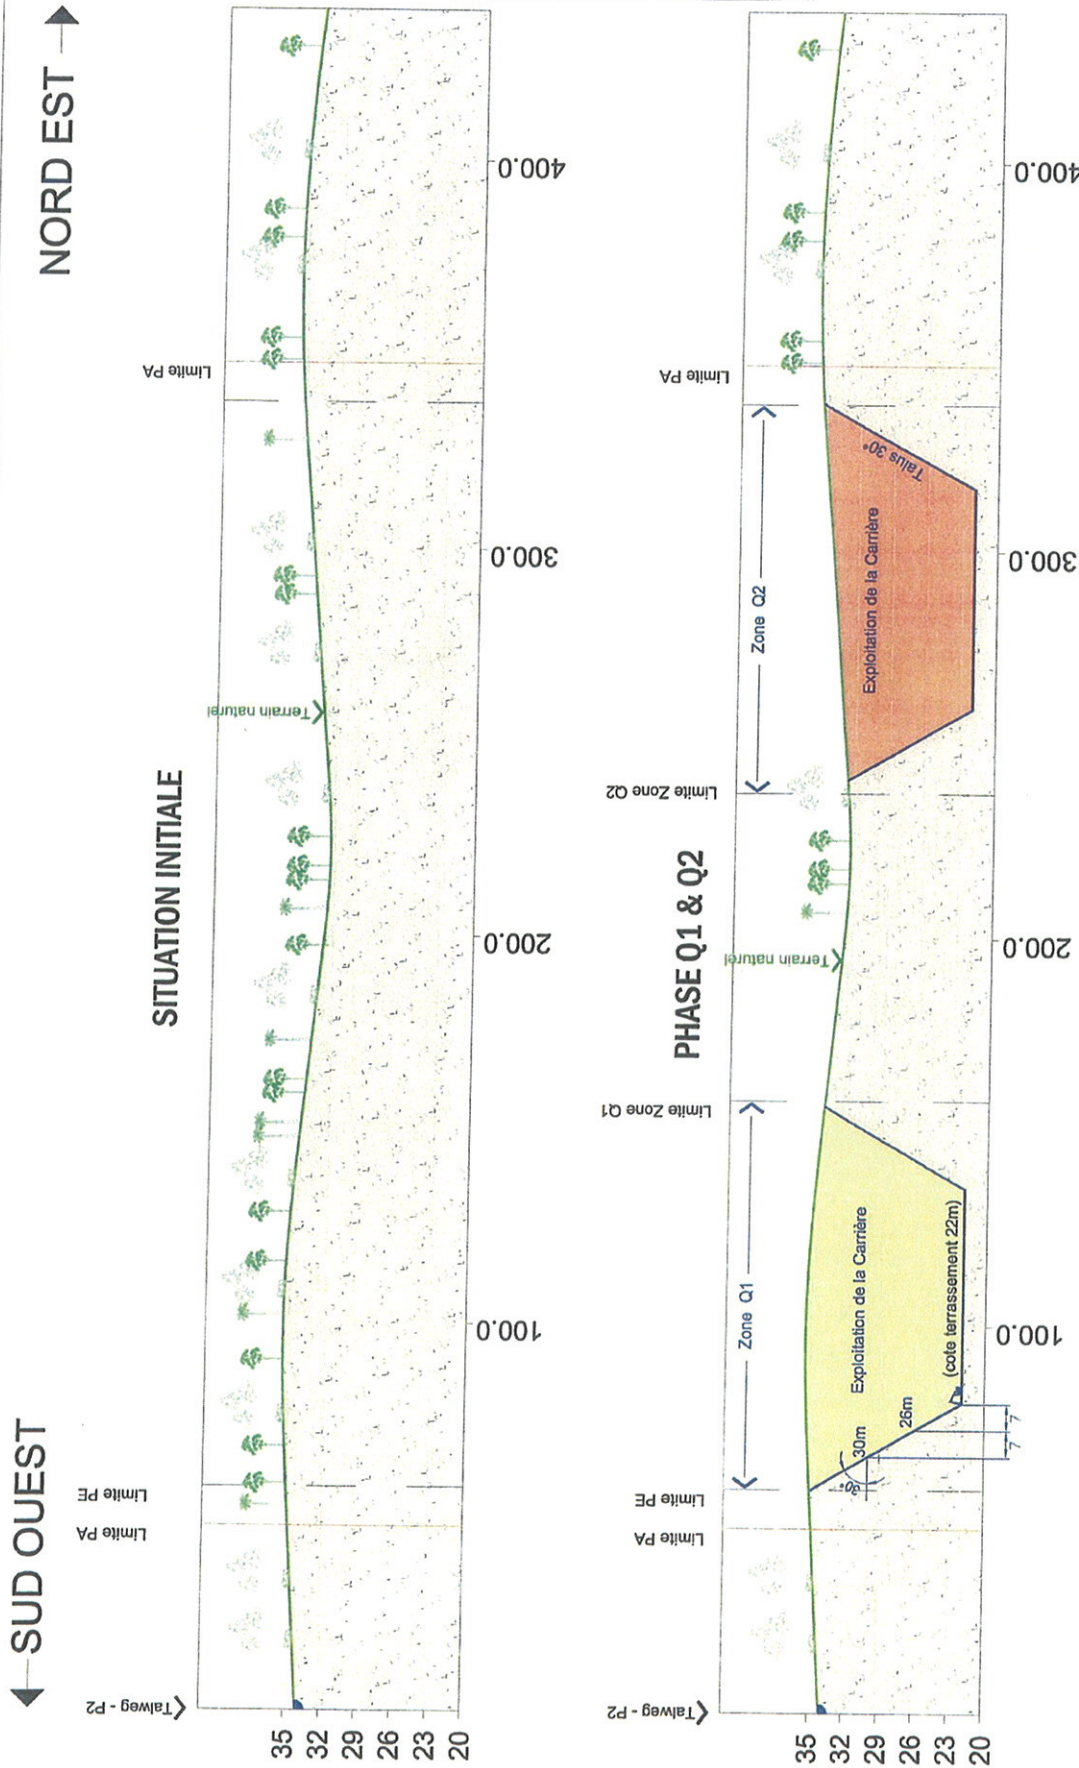 SUD OUEST
NORD EST
SITUATION INITIALE
Talweg - P2
Limite PA
Limite PE
Terrain naturel
Limite PA
35
32
29
26
23
20
100.0
200.0
300.0
400.0
PHASE Q1 & Q2
Talweg - P2
Limite PA
Limite PE
Limite Zone Q1
Terrain naturel
Limite Zone Q2
Limite PA
Zone Q1
Zone Q2
Exploitation de la Carrière
Exploitation de la Carrière
Talus 30°
30m
30°
26m
(cote terrassement 22m)
7
7
35
32
29
26
23
20
100.0
200.0
300.0
400.0